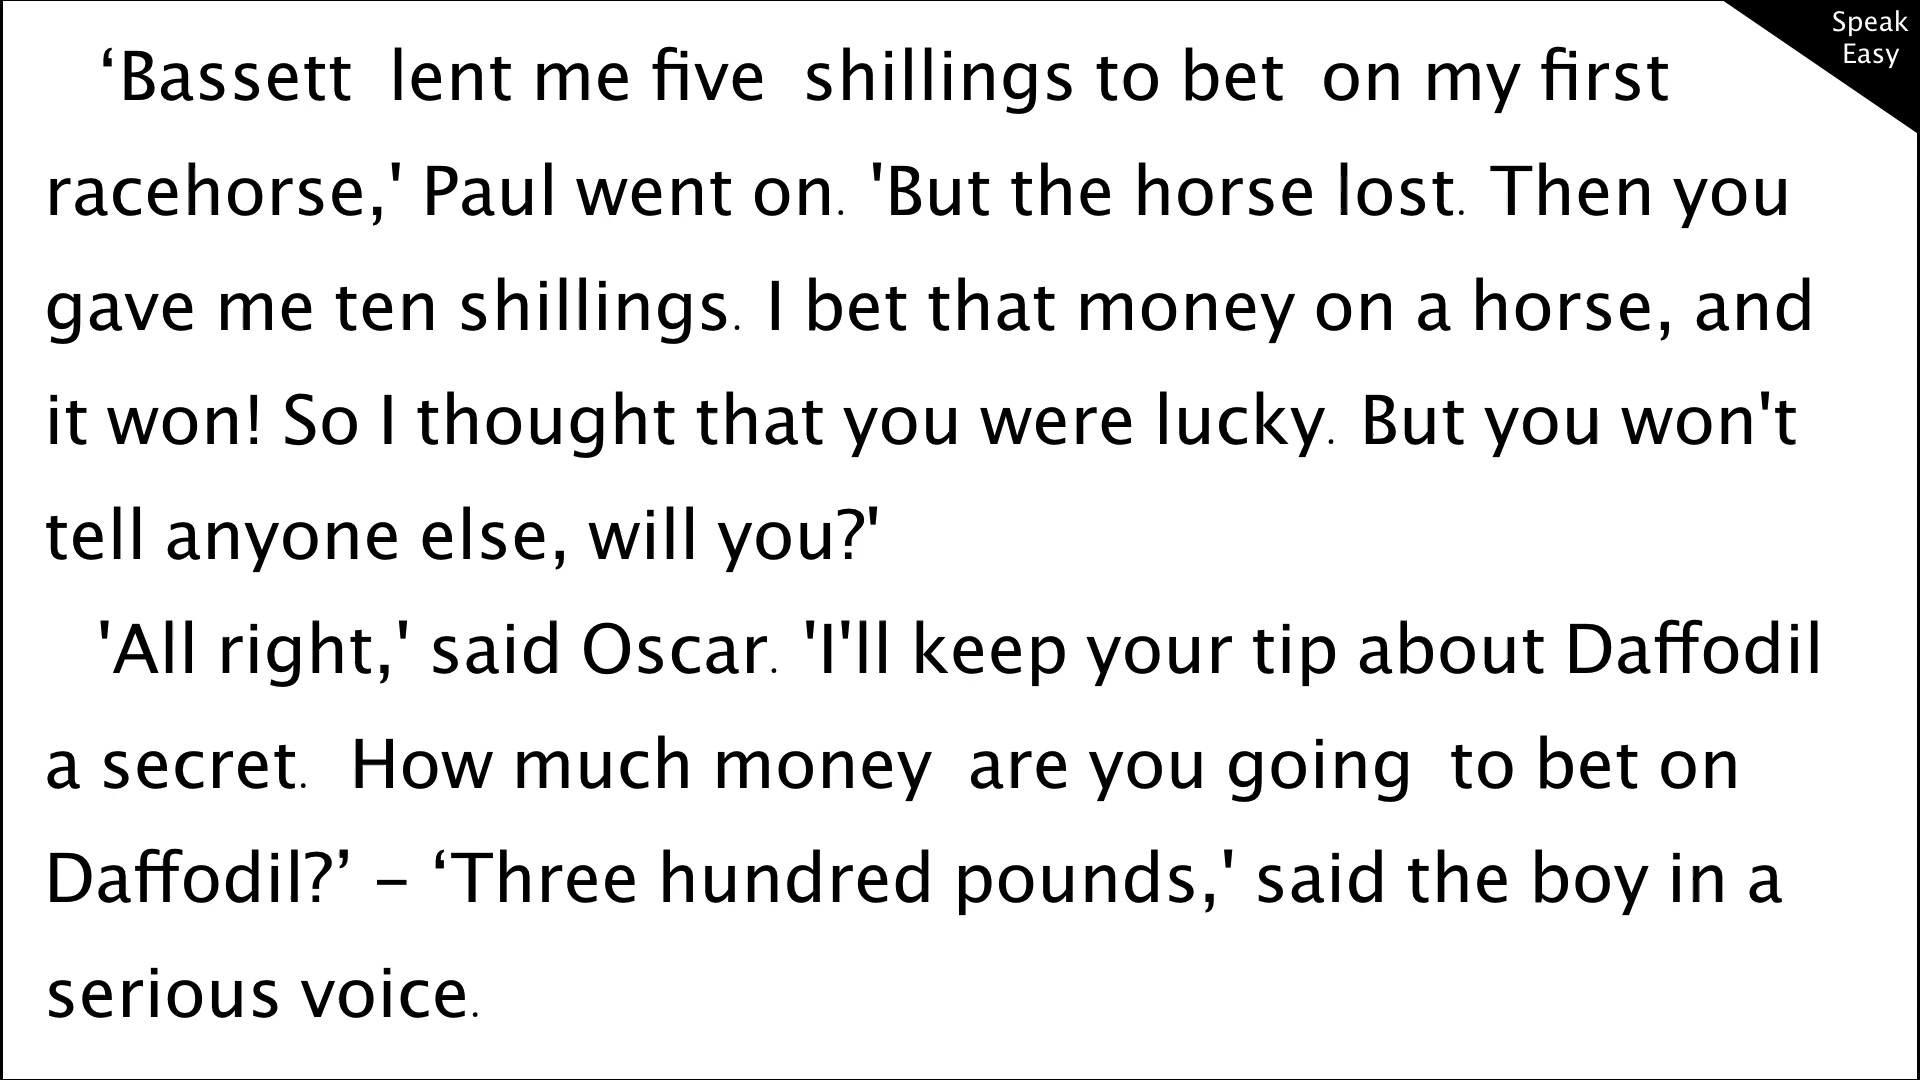 ‘Bassett lent me five shillings to bet on my first
racehorse,' Paul went on. 'But the horse lost. Then you
gave me ten shillings. I bet that money on a horse, and
it won! So I thought that you were lucky. But you won't
tell anyone else, will you?'
'All right,' said Oscar. 'I'll keep your tip about Daffodil
a secret. How much money are you going to bet on
Daffodil?’ – ‘Three hundred pounds,' said the boy in a
serious voice.
Speak
Easy